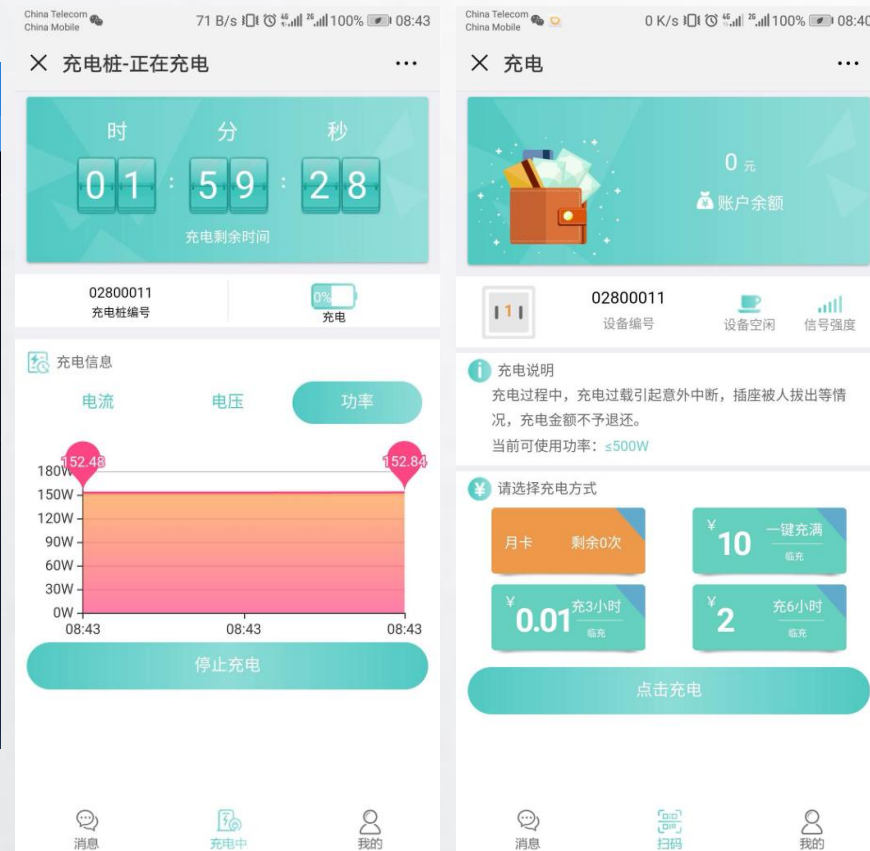 China Telecom
China Mobile
71 B/s 46 26 100% 08:43
充电桩-正在充电
时 分 秒
01 : 59 : 28
充电剩余时间
02800011
充电桩编号
0%
充电
充电信息
电流 电压 功率
152.48 152.84
180W
150W
120W
90W
60W
30W
0W
08:43 08:43 08:43
停止充电
消息 充电中 我的
China Telecom
China Mobile
0 K/s 46 26 100% 08:40
充电
0 元
账户余额
1
02800011
设备编号 设备空闲 信号强度
充电说明
充电过程中，充电过载引起意外中断，插座被人拔出等情
况，充电金额不予退还。
当前可使用功率：≤500W
请选择充电方式
月卡 剩余0次
¥10 一键充满
临充
¥0.01 充3小时
临充
¥2 充6小时
临充
点击充电
消息 扫码 我的